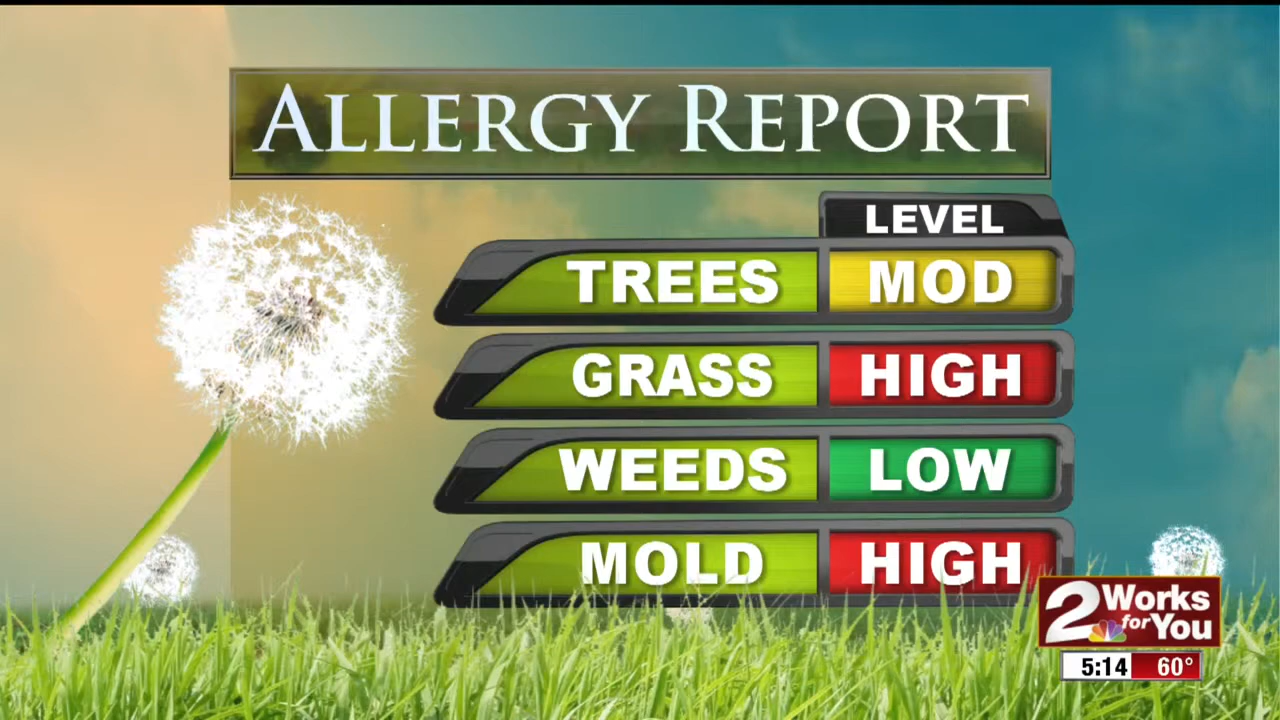 ALLERGY REPORT
LEVEL
TREES MOD
GRASS HIGH
WEEDS LOW
MOLD HIGH
2 Works for You
5:14 60°